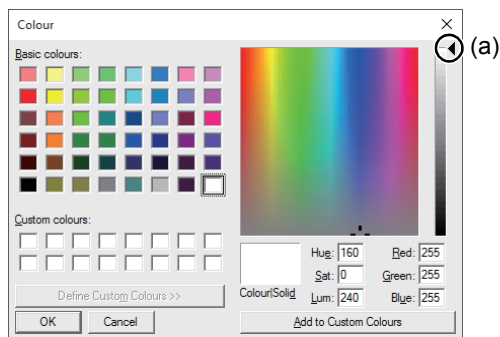 Colour
(a)
Basic colours:
Custom colours:
Define Custom Colours >>
OK Cancel
Colour|Solid
Hue: 160 Red: 255
Sat: 0 Green: 255
Lum: 240 Blue: 255
Add to Custom Colours